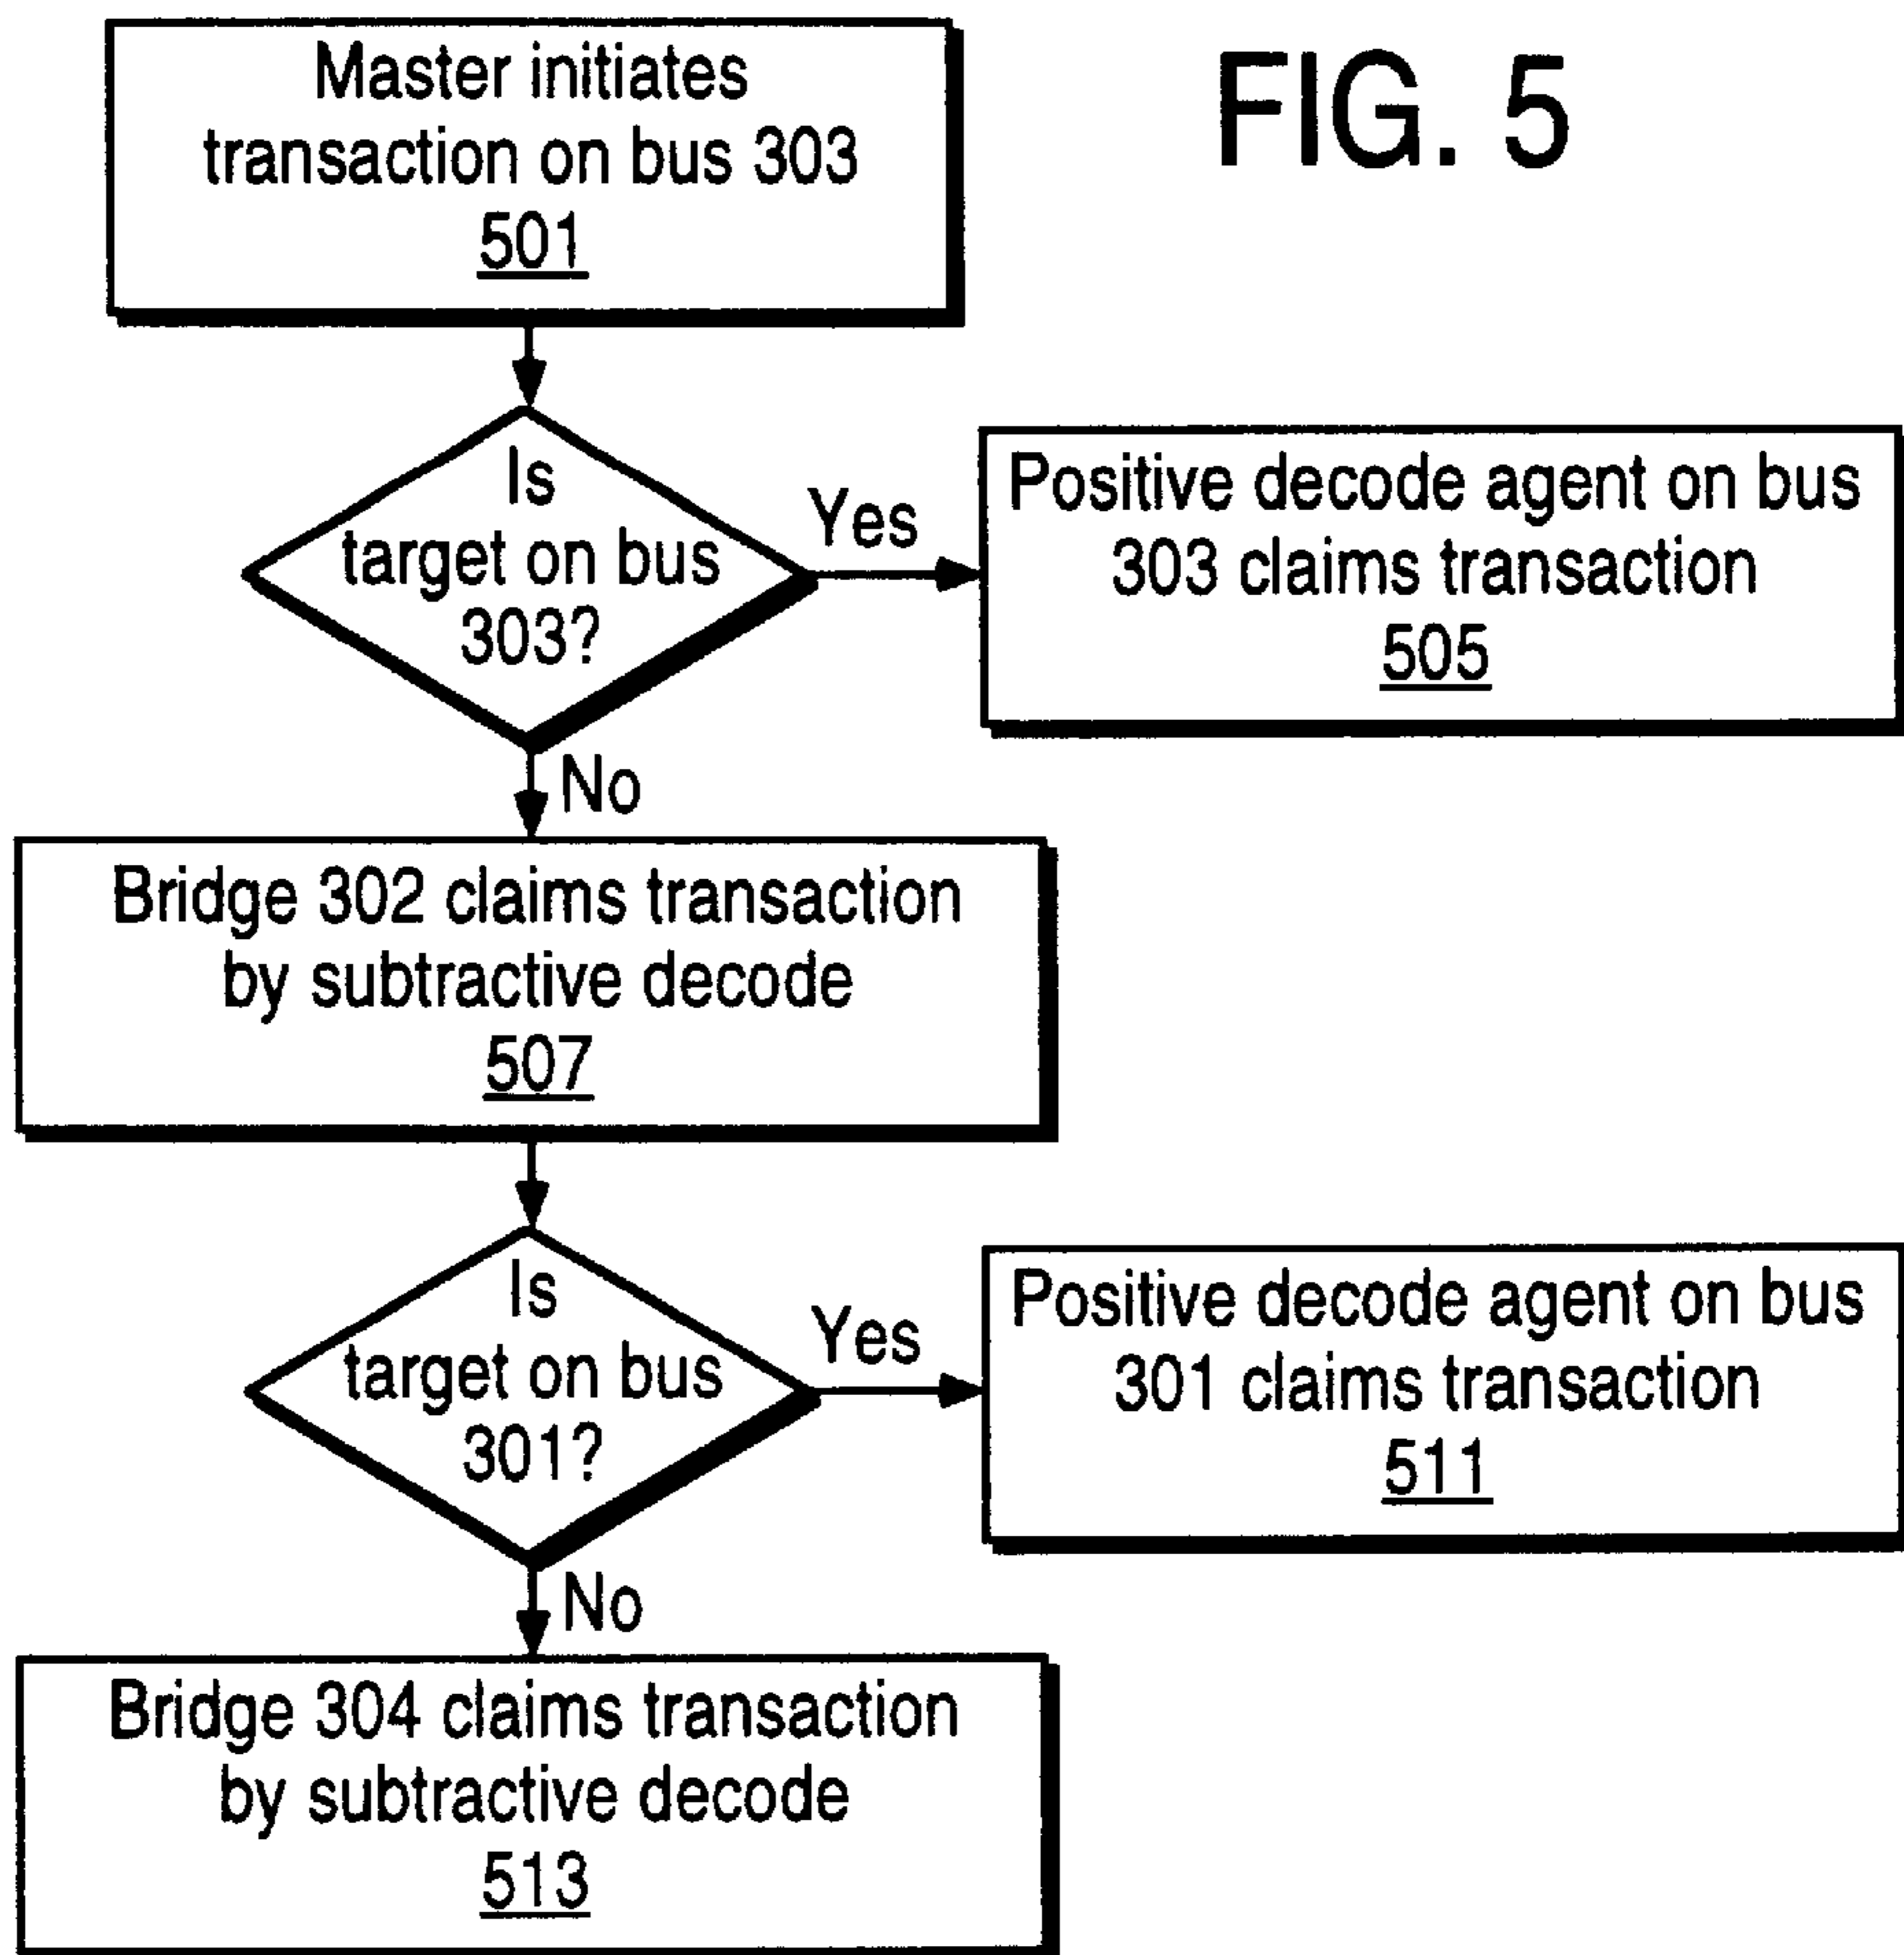 FIG. 5
Master initiates
transaction on bus 303
501
Is
target on bus
303?
Yes
Positive decode agent on bus
303 claims transaction
505
No
Bridge 302 claims transaction
by subtractive decode
507
Is
target on bus
301?
Yes
Positive decode agent on bus
301 claims transaction
511
No
Bridge 304 claims transaction
by subtractive decode
513